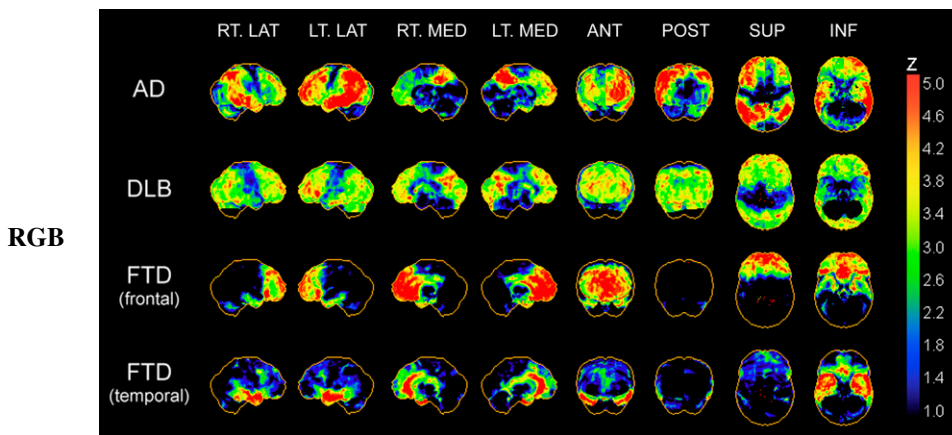 RT. LAT LT. LAT RT. MED LT. MED ANT POST SUP INF
Z
AD
5.0
4.6
4.2
DLB
3.8
3.4
RGB
3.0
FTD
(frontal)
2.6
2.2
1.8
FTD
(temporal)
1.4
1.0